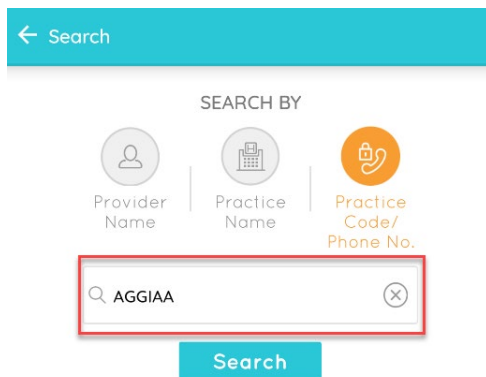 Search
SEARCH BY
Provider
Name
Practice
Name
Practice
Code/
Phone No.
AGGIAA
Search